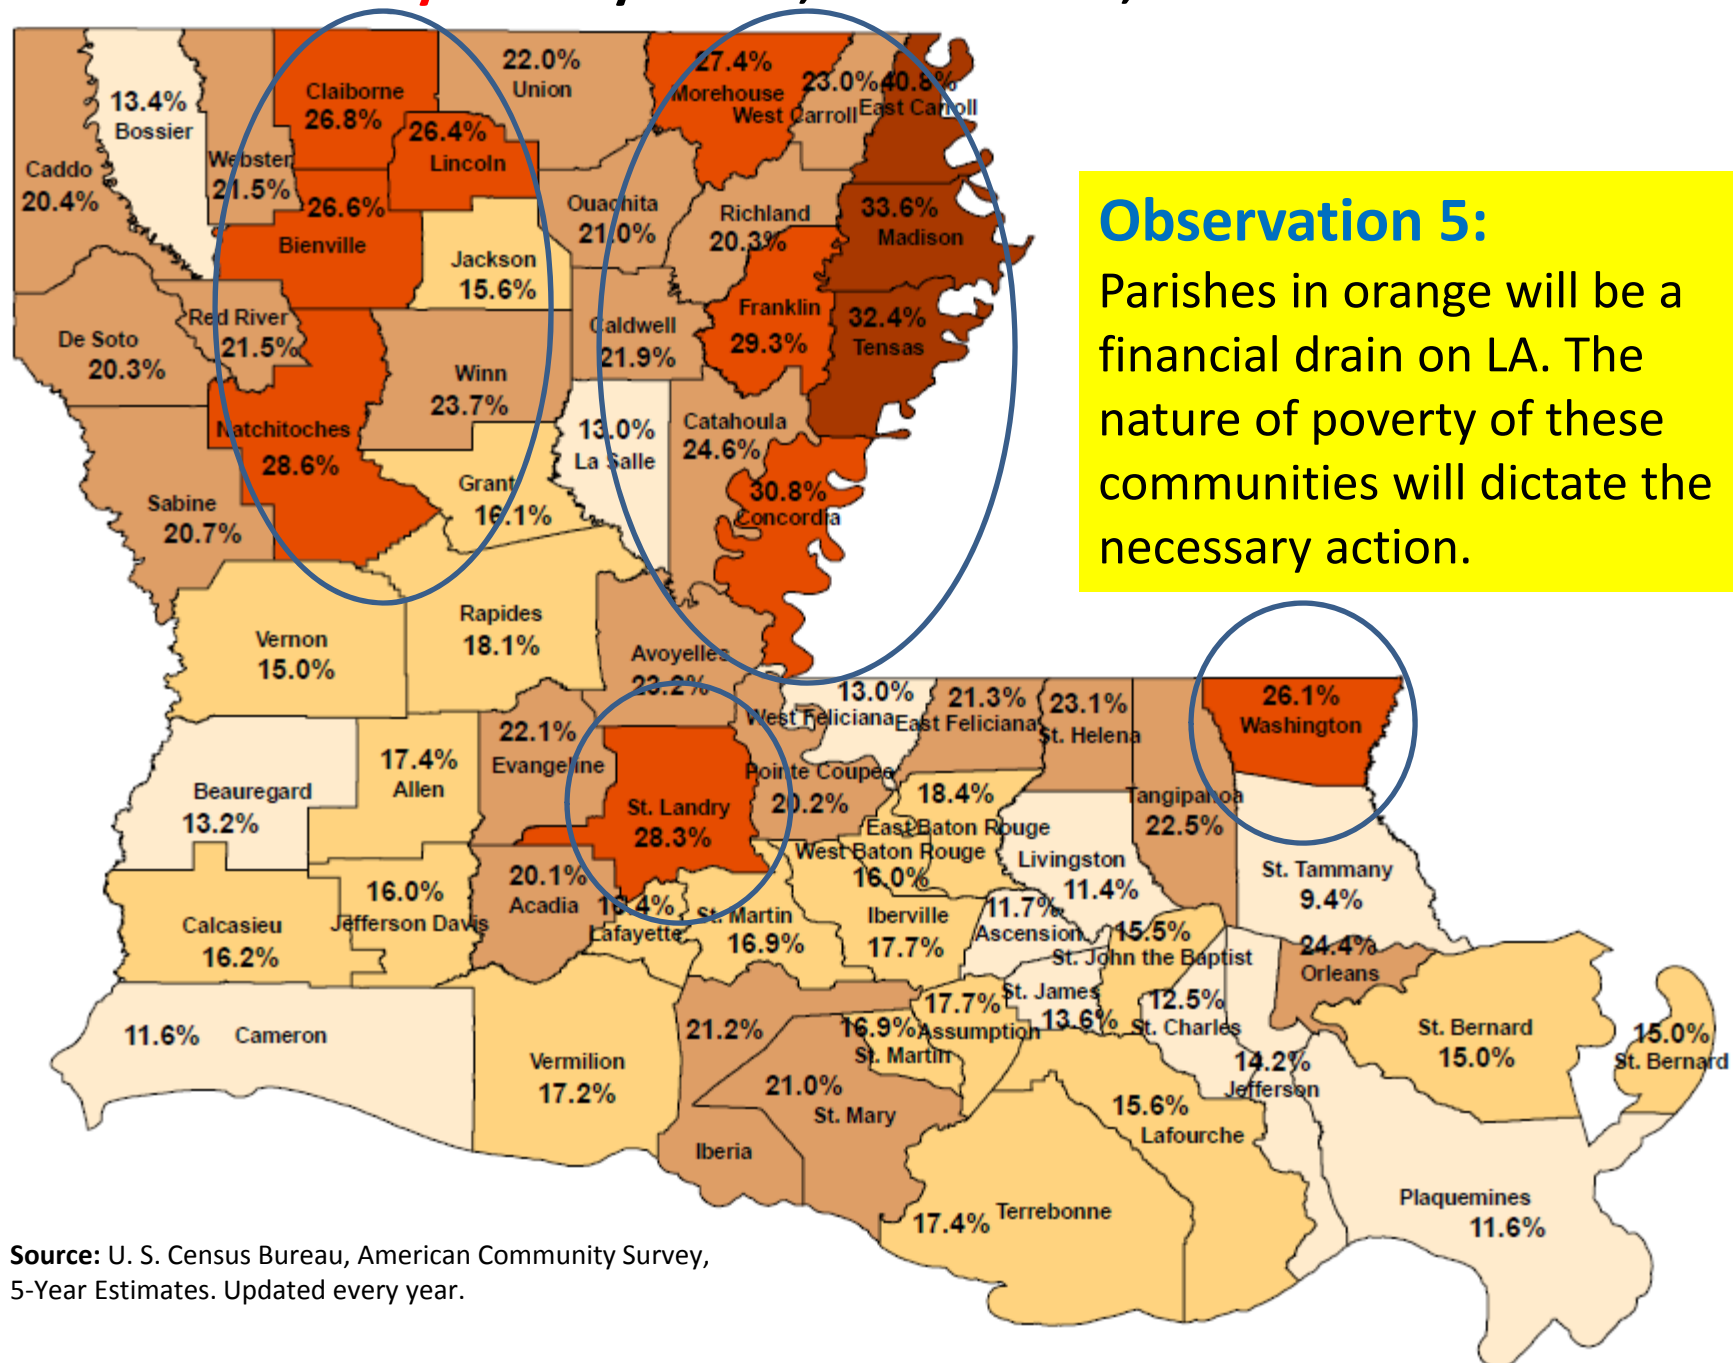 13.4%
Bossier
Caddo
20.4%
Webster
21.5%
Claiborne
26.8%
26.4%
Lincoln
22.0%
Union
27.4%
Morehouse
23.0%
West Carroll
40.8%
East Carroll
26.6%
Bienville
Jackson
15.6%
Ouachita
21.0%
Richland
20.3%
33.6%
Madison
De Soto
20.3%
Red River
21.5%
Winn
23.7%
Caldwell
21.9%
Franklin
29.3%
32.4%
Tensas
Natchitoches
28.6%
Sabine
20.7%
Grant
16.1%
13.0%
La Salle
Catahoula
24.6%
30.8%
Concordia
Vernon
15.0%
Rapides
18.1%
Avoyelles
23.2%
Observation 5:
Parishes in orange will be a
financial drain on LA. The
nature of poverty of these
communities will dictate the
necessary action.
Beauregard
13.2%
17.4%
Allen
22.1%
Evangeline
St. Landry
28.3%
Pointe Coupee
20.2%
13.0%
West Feliciana
21.3%
East Feliciana
23.1%
St. Helena
Tangipahoa
22.5%
26.1%
Washington
18.4%
East Baton Rouge
West Baton Rouge
16.0%
Livingston
11.4%
St. Tammany
9.4%
Calcasieu
16.2%
16.0%
Jefferson Davis
20.1%
Acadia
Lafayette
St. Martin
16.9%
Iberville
17.7%
11.7%
Ascension
15.5%
St. John the Baptist
24.4%
Orleans
11.6% Cameron
Vermilion
17.2%
21.2%
Iberia
21.0%
St. Mary
16.9%
St. Martin
17.7%
Assumption
St. James
13.6%
12.5%
St. Charles
14.2%
Jefferson
St. Bernard
15.0%
15.0%
St. Bernard
15.6%
Lafourche
17.4% Terrebonne
Plaquemines
11.6%
Source: U. S. Census Bureau, American Community Survey,
5-Year Estimates. Updated every year.